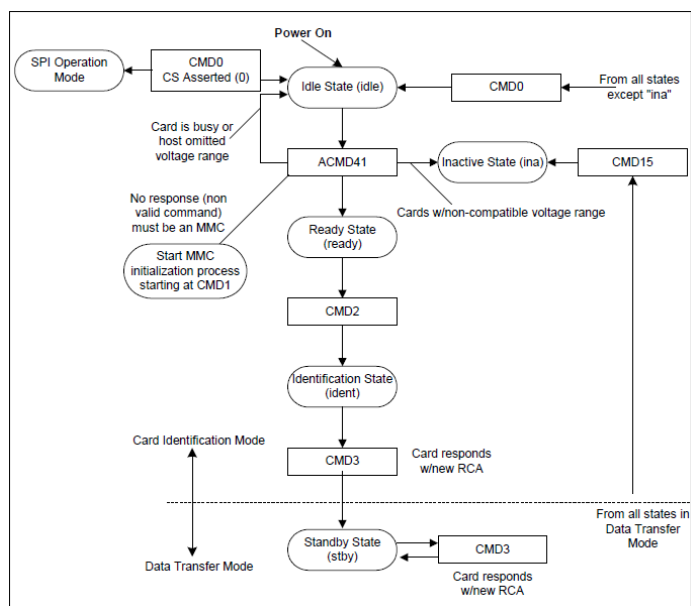 Power On
SPI Operation
Mode
CMD0
CS Asserted (0)
Idle State (idle)
CMD0
From all states
except "ina"
Card is busy or
host omitted
voltage range
ACMD41
Inactive State (ina)
CMD15
No response (non
valid command)
must be an MMC
Cards w/non-compatible voltage range
Ready State
(ready)
Start MMC
initialization process
starting at CMD1
CMD2
Identification State
(ident)
Card Identification Mode
CMD3
Card responds
w/new RCA
From all states in
Data Transfer
Mode
Standby State
(stby)
CMD3
Data Transfer Mode
Card responds
w/new RCA